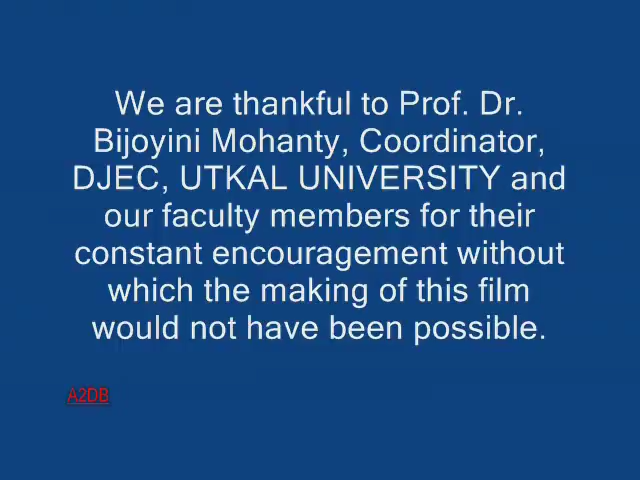 We are thankful to Prof. Dr.
Bijoyini Mohanty, Coordinator,
DJEC, UTKAL UNIVERSITY and
our faculty members for their
constant encouragement without
which the making of this film
would not have been possible.
A2DB